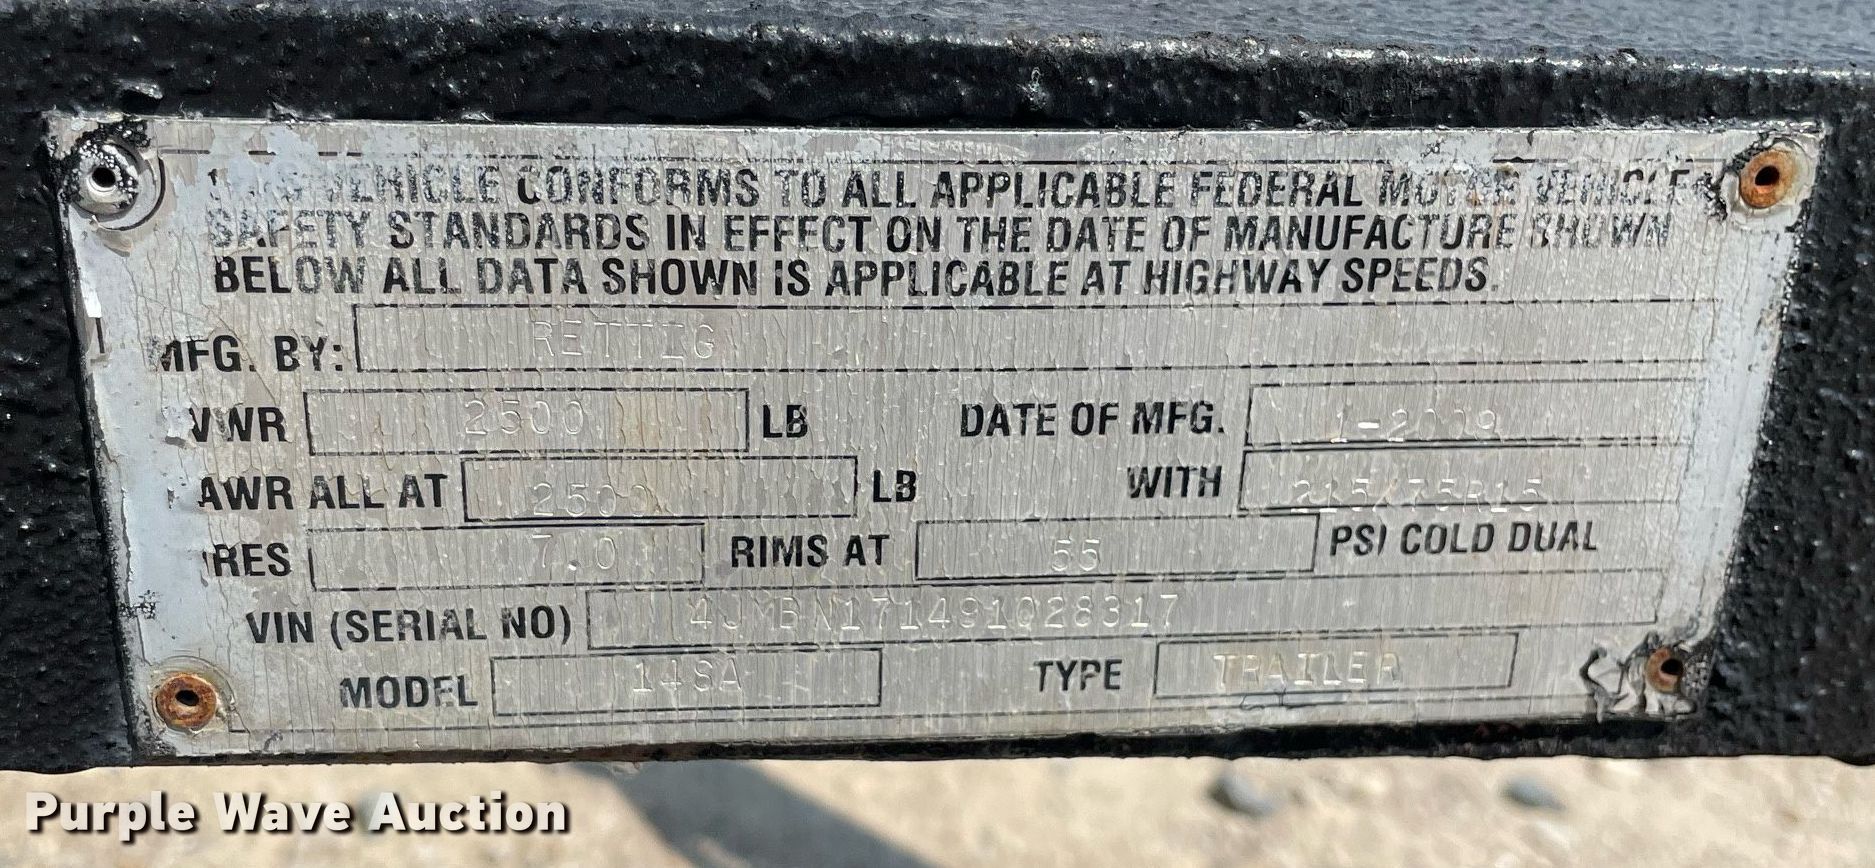 VEHICLE CONFORMS TO ALL APPLICABLE FEDERAL MOTOR VEHICLE
SAFETY STANDARDS IN EFFECT ON THE DATE OF MANUFACTURE SHOWN
BELOW ALL DATA SHOWN IS APPLICABLE AT HIGHWAY SPEEDS.
MFG. BY: RETTIG
VWR 2500 LB DATE OF MFG. 1-2009
AWR ALL AT 2500 LB WITH 215/75R15
IRES 7.0 RIMS AT 55 PSI COLD DUAL
VIN (SERIAL NO) 4JMBN171491028317
MODEL 14SA TYPE TRAILER
Purple Wave Auction